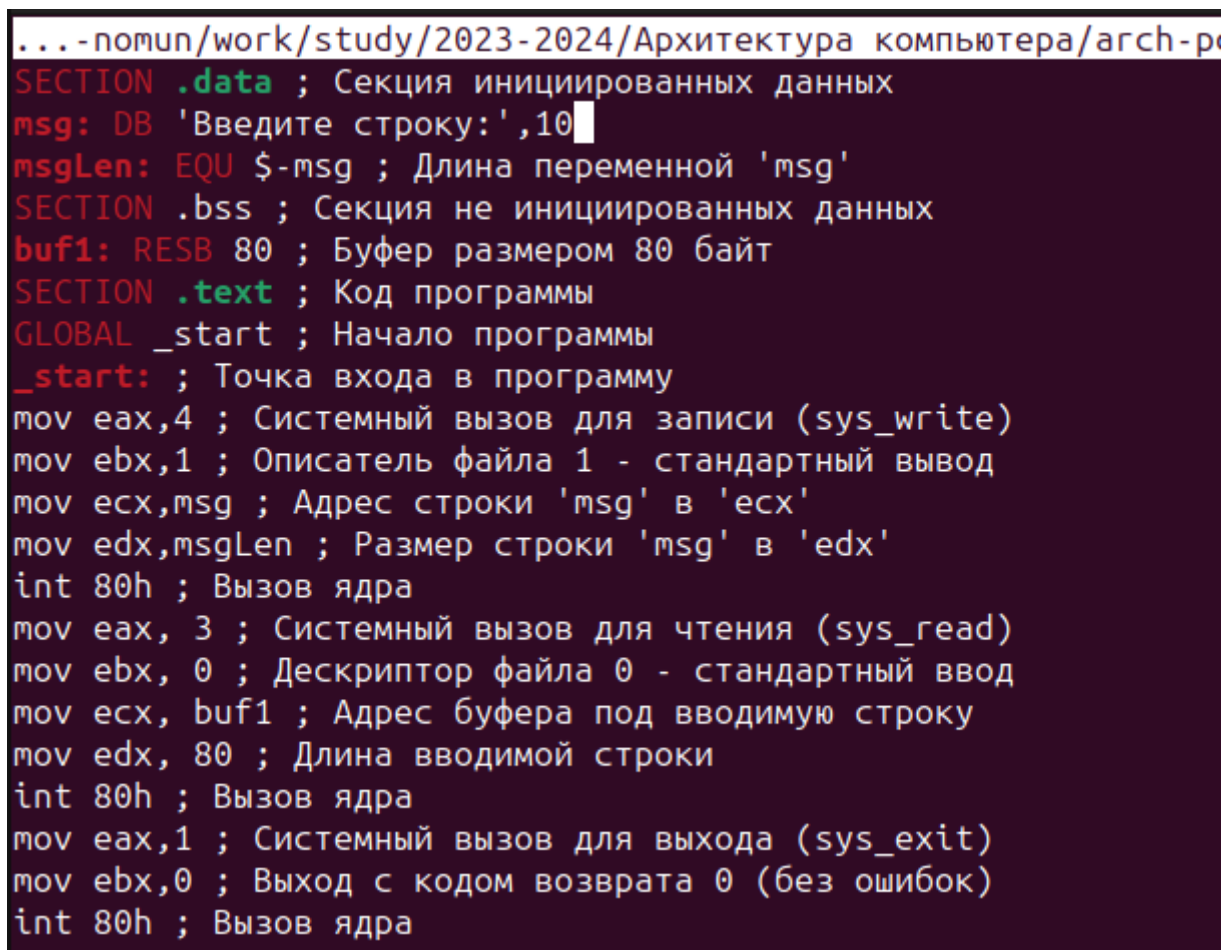 ...-nomun/work/study/2023-2024/Архитектура компьютера/arch-pc
SECTION .data ; Секция инициированных данных
msg: DB 'Введите строку:',10
msgLen: EQU $-msg ; Длина переменной 'msg'
SECTION .bss ; Секция не инициированных данных
buf1: RESB 80 ; Буфер размером 80 байт
SECTION .text ; Код программы
GLOBAL _start ; Начало программы
_start: ; Точка входа в программу
mov eax,4 ; Системный вызов для записи (sys_write)
mov ebx,1 ; Описатель файла 1 - стандартный вывод
mov ecx,msg ; Адрес строки 'msg' в 'ecx'
mov edx,msgLen ; Размер строки 'msg' в 'edx'
int 80h ; Вызов ядра
mov eax, 3 ; Системный вызов для чтения (sys_read)
mov ebx, 0 ; Дескриптор файла 0 - стандартный ввод
mov ecx, buf1 ; Адрес буфера под вводимую строку
mov edx, 80 ; Длина вводимой строки
int 80h ; Вызов ядра
mov eax,1 ; Системный вызов для выхода (sys_exit)
mov ebx,0 ; Выход с кодом возврата 0 (без ошибок)
int 80h ; Вызов ядра